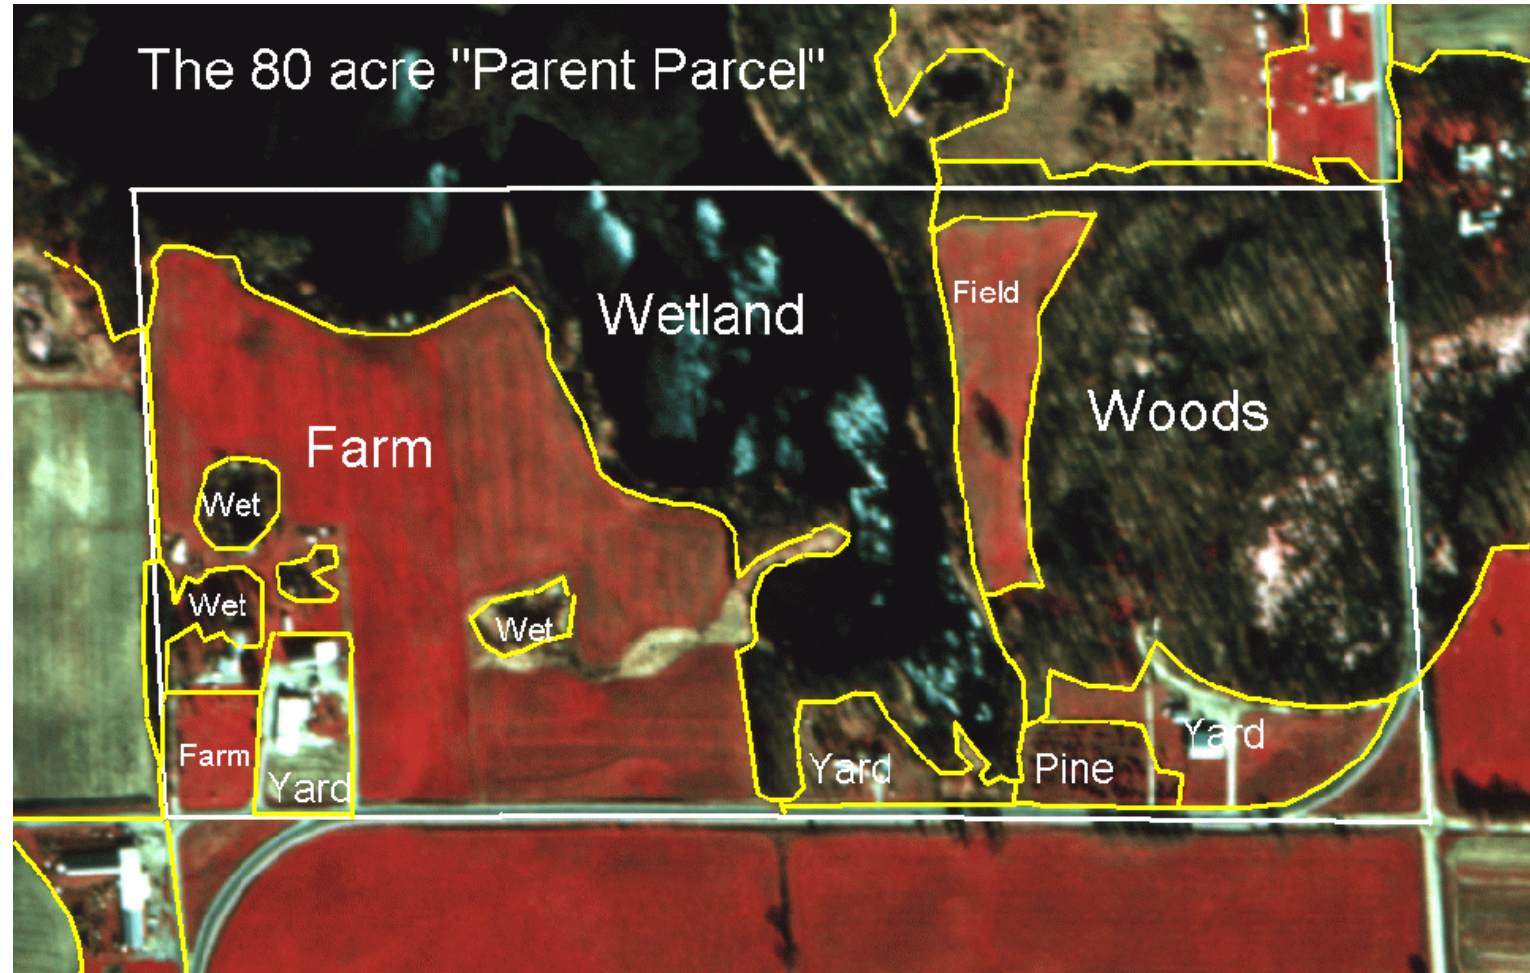 The 80 acre "Parent Parcel"
Field
Wetland
Woods
Farm
Wet
Wet
Wet
Farm
Yard
Yard
Pine
Yard